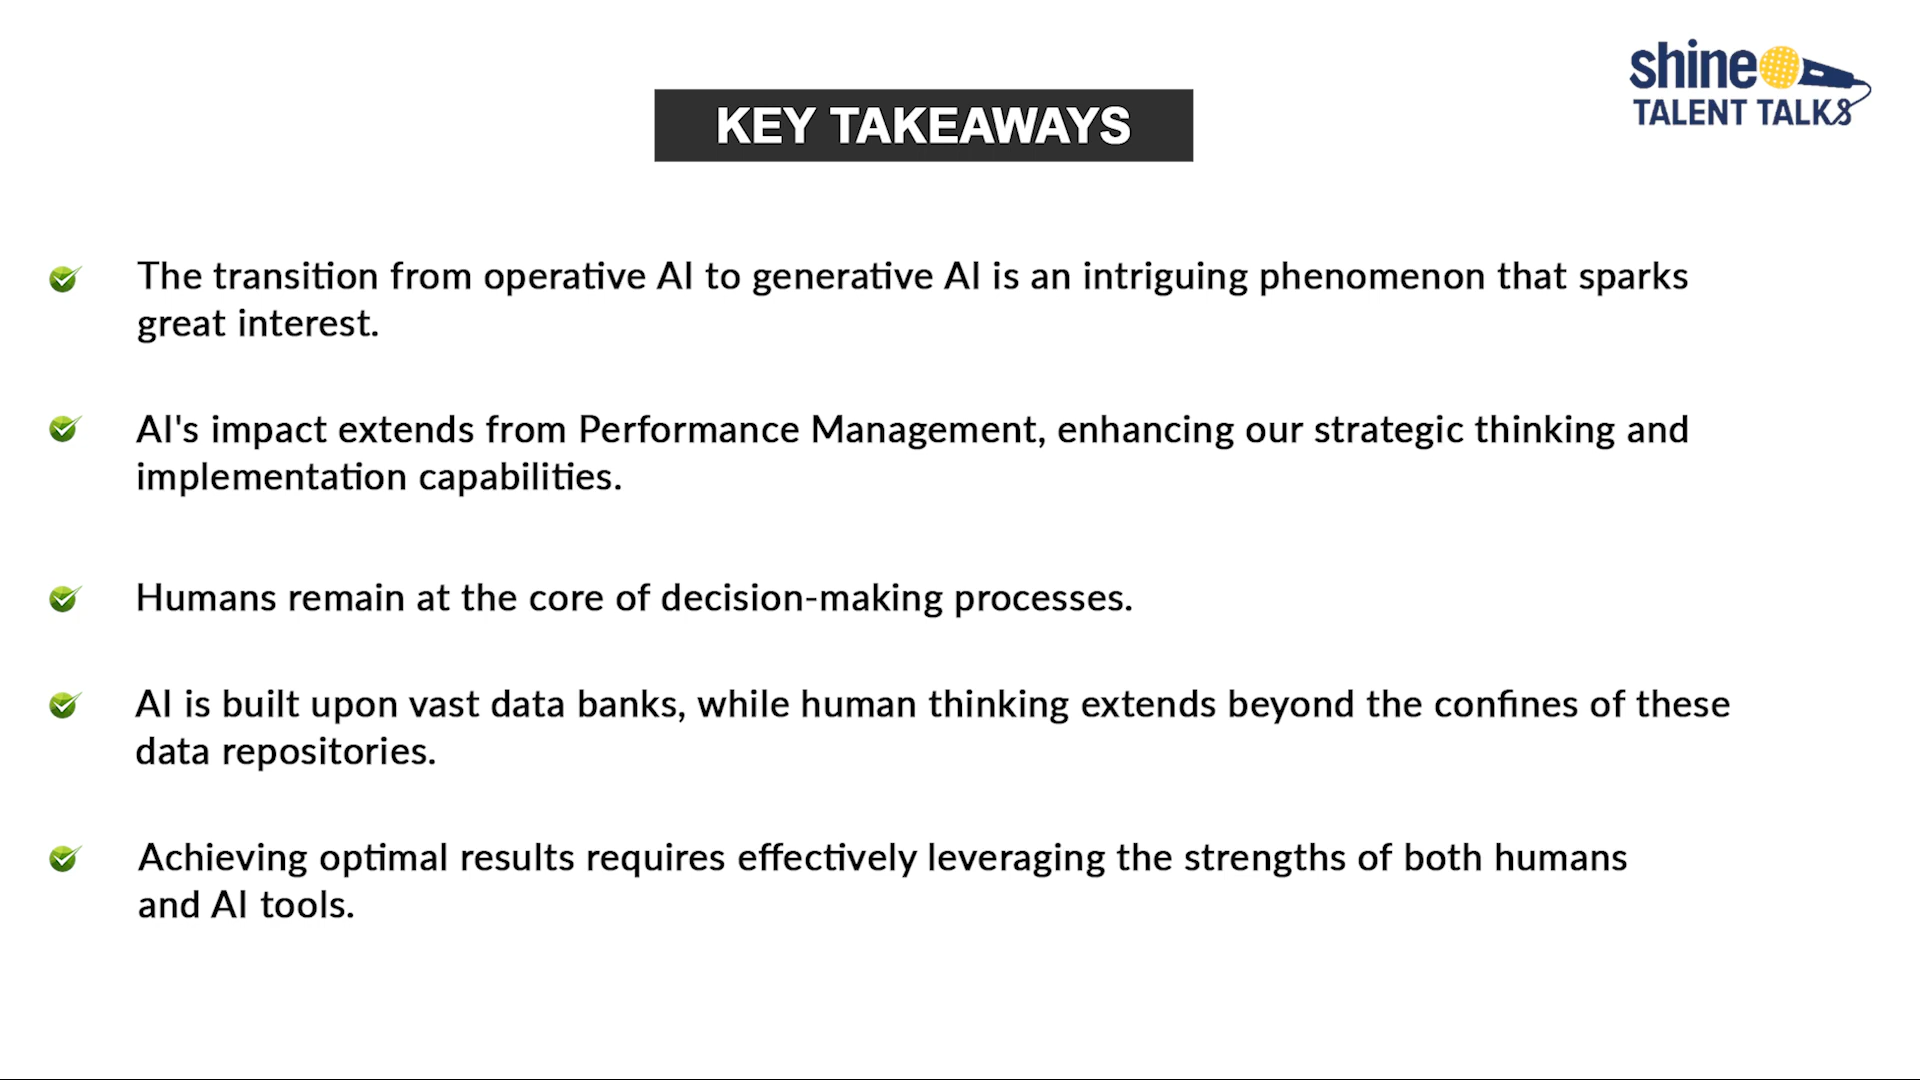 shine
TALENT TALKS
KEY TAKEAWAYS
The transition from operative AI to generative AI is an intriguing phenomenon that sparks
great interest.
AI's impact extends from Performance Management, enhancing our strategic thinking and
implementation capabilities.
Humans remain at the core of decision-making processes.
AI is built upon vast data banks, while human thinking extends beyond the confines of these
data repositories.
Achieving optimal results requires effectively leveraging the strengths of both humans
and AI tools.